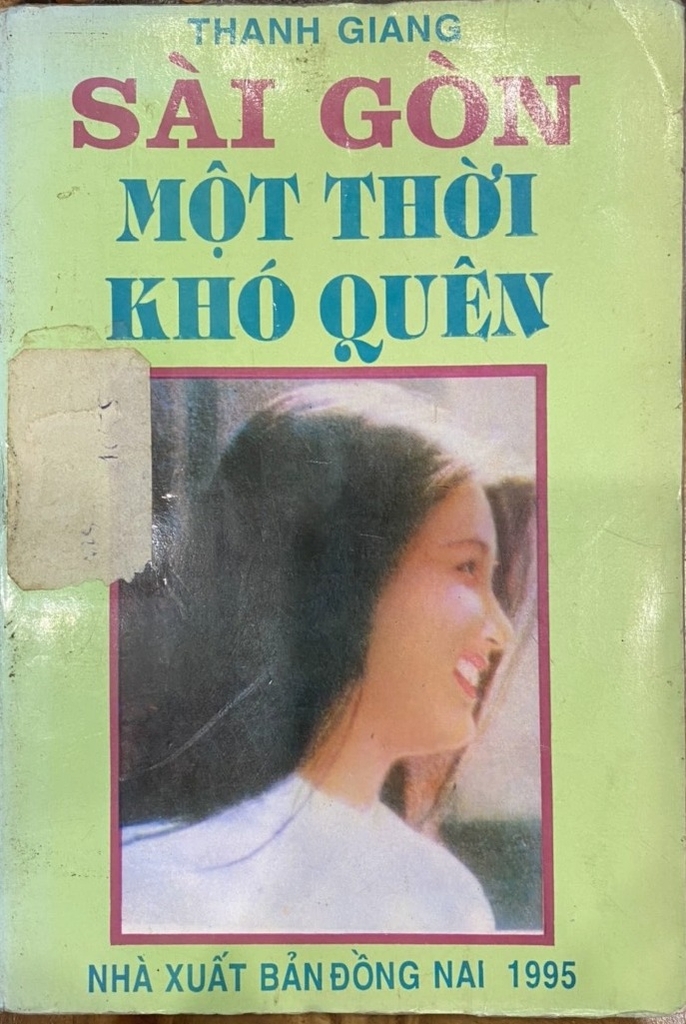 THANH GIANG
SÀI GÒN
MỘT THỜI
KHÓ QUÊN
NHÀ XUẤT BẢN ĐỒNG NAI 1995